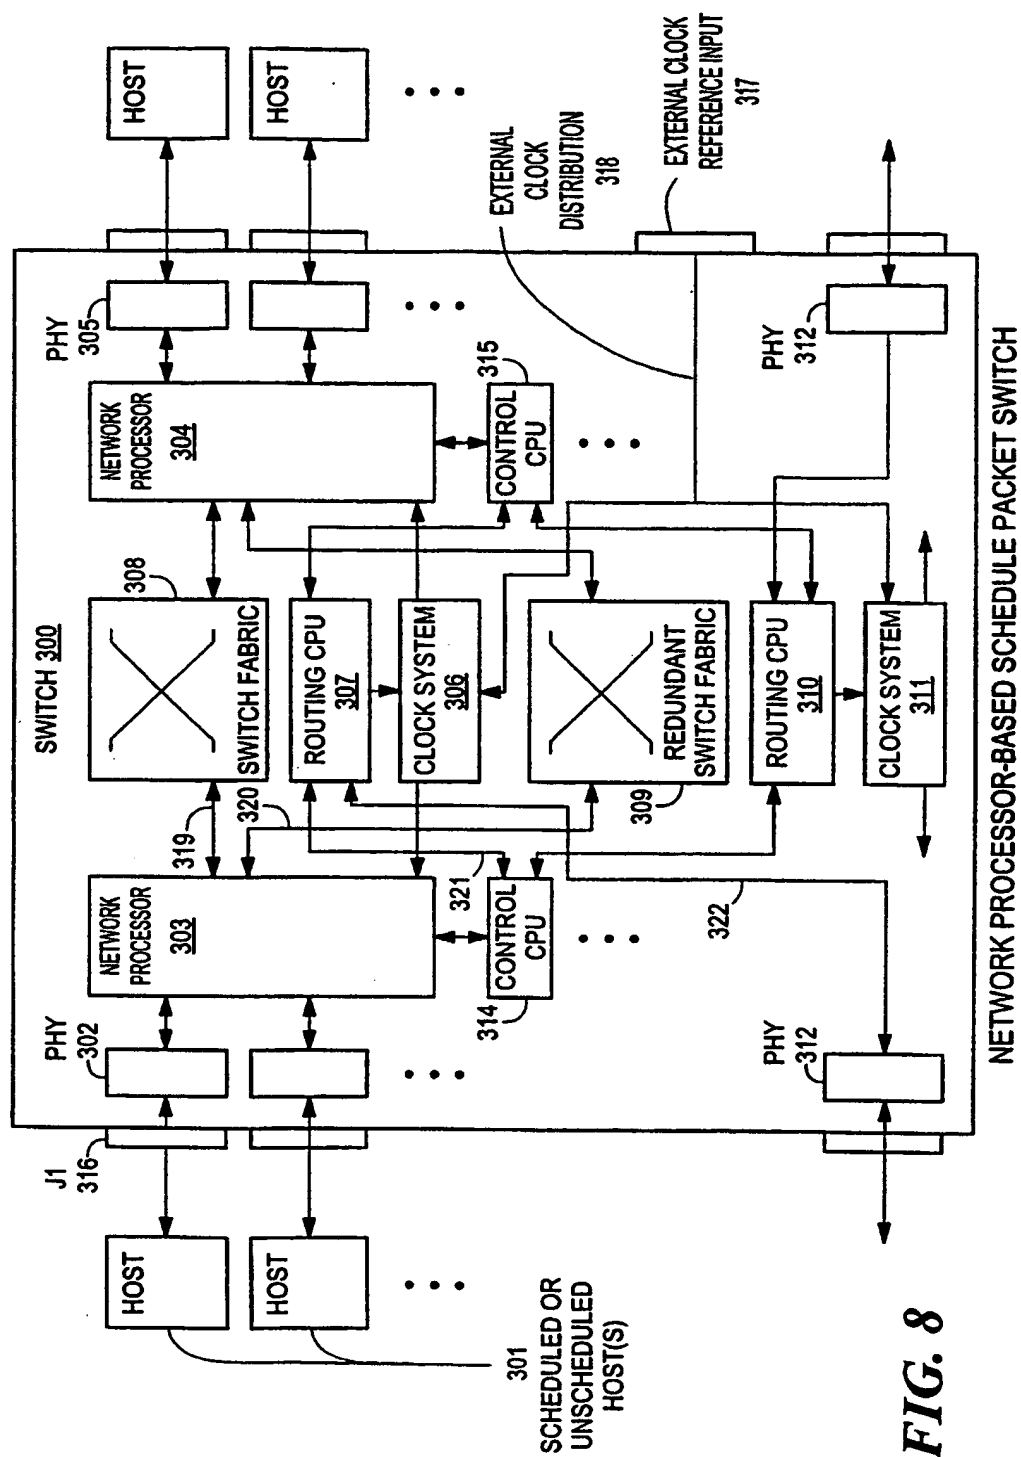 SWITCH 300
HOST
HOST
SCHEDULED OR
UNSCHEDULED
HOST(S)
301
J1
316
PHY
302
NETWORK
PROCESSOR
303
319
320
SWITCH FABRIC
308
NETWORK
PROCESSOR
304
PHY
305
HOST
HOST
ROUTING CPU
307
CLOCK SYSTEM
306
CONTROL
CPU
314
321
322
CONTROL
CPU
315
REDUNDANT
SWITCH FABRIC
309
EXTERNAL
CLOCK
DISTRIBUTION
318
EXTERNAL CLOCK
REFERENCE INPUT
317
ROUTING CPU
310
CLOCK SYSTEM
311
PHY
312
PHY
312
NETWORK PROCESSOR-BASED SCHEDULE PACKET SWITCH
FIG. 8